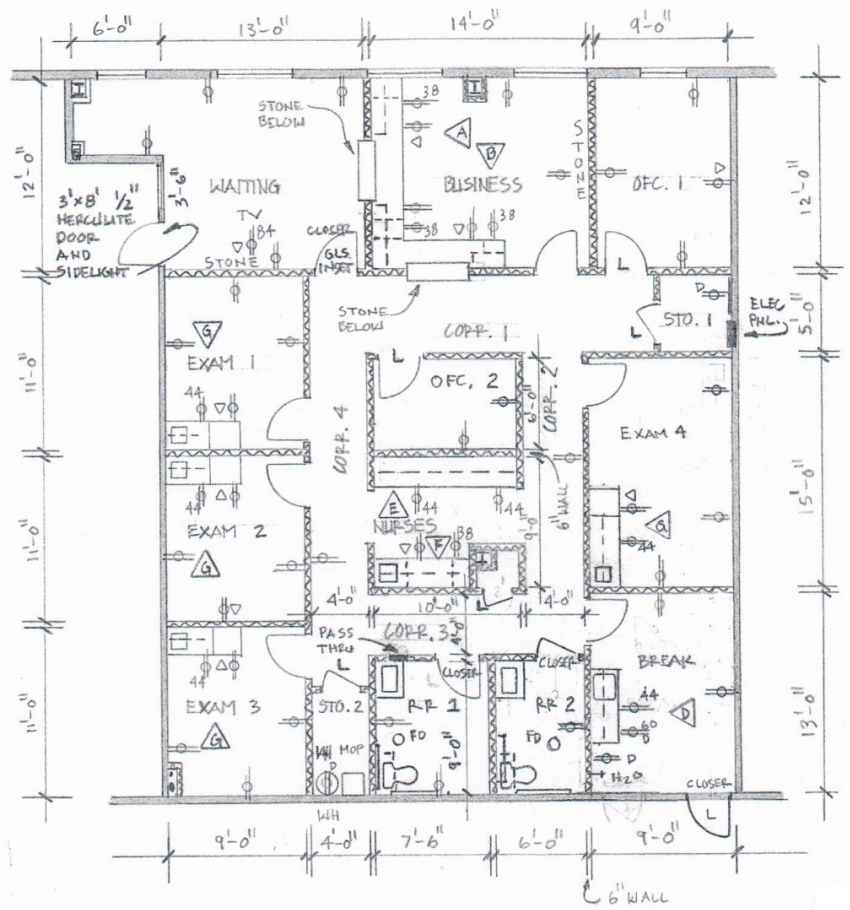 6'-0"
13'-0"
14'-0"
9'-0"
12'-0"
12'-0"
STONE
BELOW
38
A
B
BUSINESS
STONE
OFC. 1
3'x8' 1/2"
HERCULITE
DOOR
AND
SIDELIGHT
3'-6"
WAITING
TV
84
STONE
CLOSER
GLS.
INSET
38
38
L
STONE
BELOW
CORR. 1
D
STO. 1
L
ELEC
PNL.
5'-0"
11'-0"
G
EXAM 1
44
L
OFC. 2
6'-0"
CORR. 2
EXAM 4
CORR. 4
15'-0"
11'-0"
44
EXAM 2
G
E
44
44
NURSES
F
38
9'-0"
6" WALL
G
44
2'
L
4'-0"
10'-0"
4'-0"
PASS
THRU
CORR. 3
4'-0"
L
CLOSER
CLOSER
BREAK
11'-0"
44
EXAM 3
G
STO. 2
MOP
D
WH
RR 1
FD
9'-0"
RR 2
FD
44
D
60
D
D
H2O
CLOSER
L
13'-0"
9'-0"
4'-0"
7'-6"
6'-0"
9'-0"
6" WALL